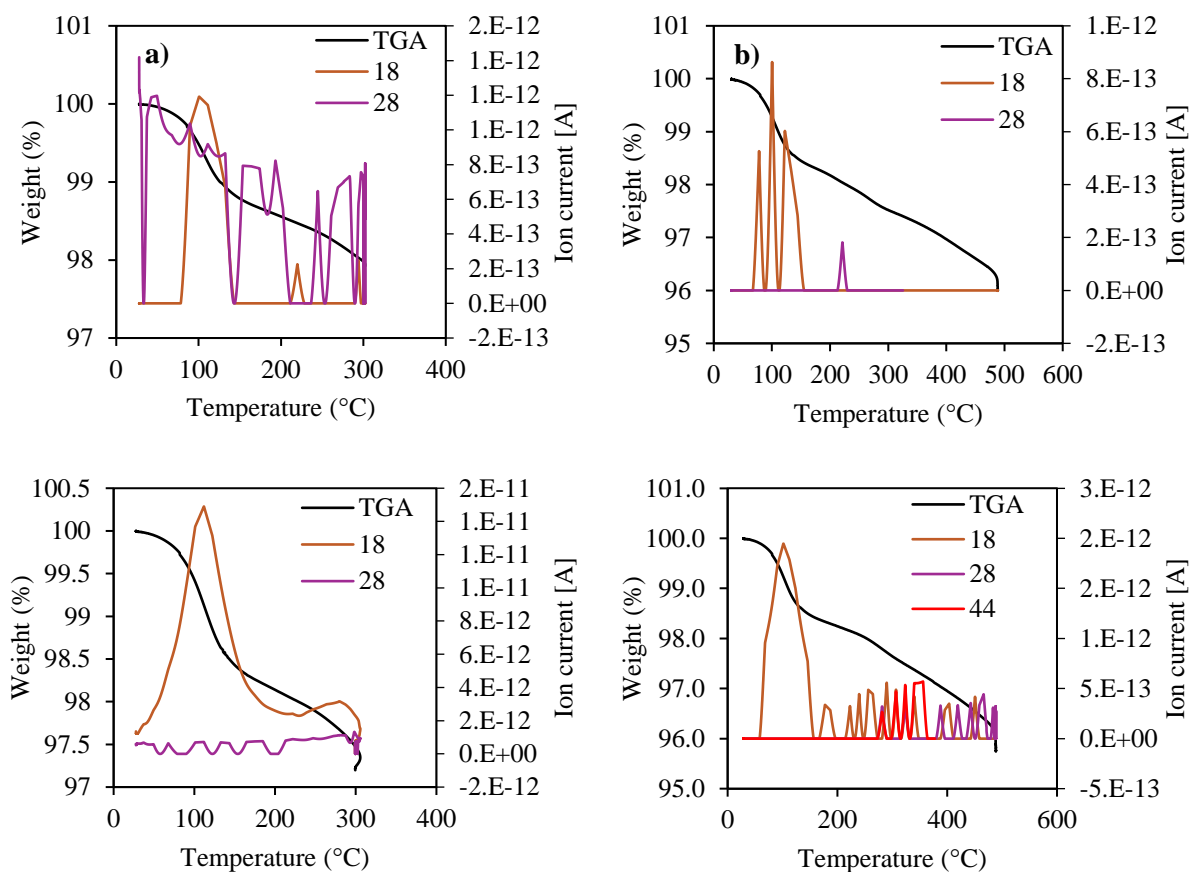 a)
TGA
18
28
101
100
99
98
97
2.E-12
1.E-12
1.E-12
1.E-12
8.E-13
6.E-13
4.E-13
2.E-13
0.E+00
-2.E-13
0
100
200
300
400
Weight (%)
Ion current [A]
Temperature (°C)
b)
TGA
18
28
101
100
99
98
97
96
95
1.E-12
8.E-13
6.E-13
4.E-13
2.E-13
0.E+00
-2.E-13
0
100
200
300
400
500
600
Weight (%)
Ion current [A]
Temperature (°C)
TGA
18
28
100.5
100
99.5
99
98.5
98
97.5
97
2.E-11
1.E-11
1.E-11
1.E-11
8.E-12
6.E-12
4.E-12
2.E-12
0.E+00
-2.E-12
0
100
200
300
400
Weight (%)
Ion current [A]
Temperature (°C)
TGA
18
28
44
101.0
100.0
99.0
98.0
97.0
96.0
95.0
3.E-12
2.E-12
2.E-12
1.E-12
5.E-13
0.E+00
-5.E-13
0
200
400
600
Weight (%)
Ion current [A]
Temperature (°C)